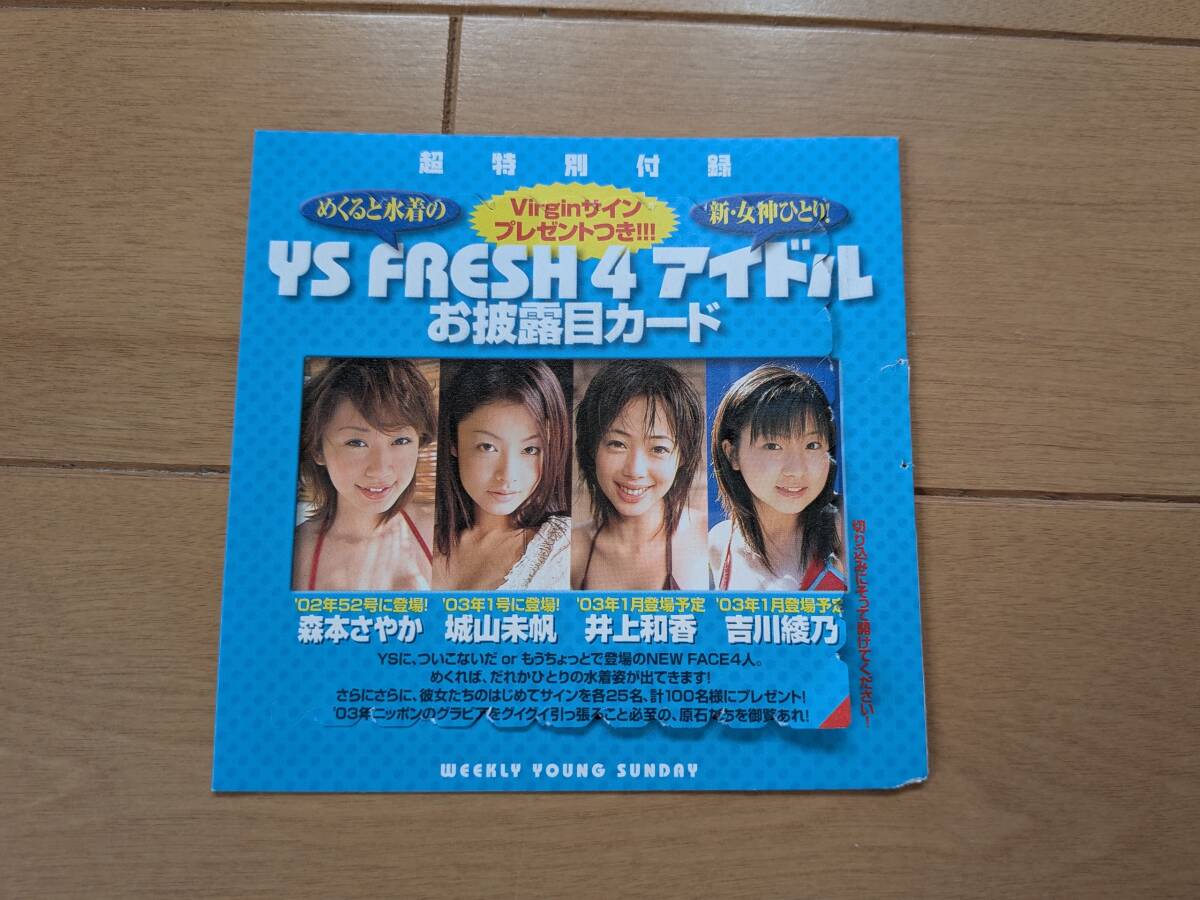 超特別付録
めくると水着の
Virginサイン
プレゼントつき!!!
新・女神ひとり!
YS FRESH 4 アイドル
お披露目カード
'02年52号に登場!
森本さやか
'03年1号に登場!
城山未帆
'03年1月登場予定
井上和香
'03年1月登場予定
吉川綾乃
YSに、ついこないだ or もうちょっとで登場のNEW FACE4人。
めくれば、だれかひとりの水着姿が出てきます!
さらにさらに、彼女たちのはじめてサインを各25名、計100名様にプレゼント!
'03年ニッポンのグラビアをグイグイ引っ張ること必至の、原石たちを御覧あれ!
切り込みにそって開けてください!
WEEKLY YOUNG SUNDAY